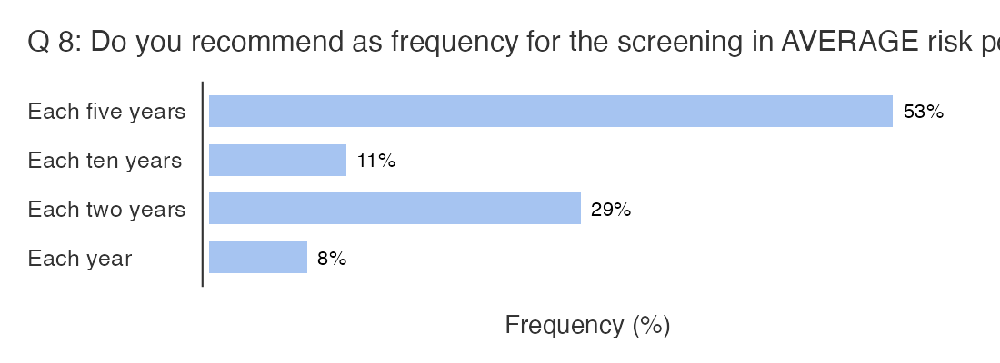 Q 8: Do you recommend as frequency for the screening in AVERAGE risk
Each five years 53%
Each ten years 11%
Each two years 29%
Each year 8%
Frequency (%)